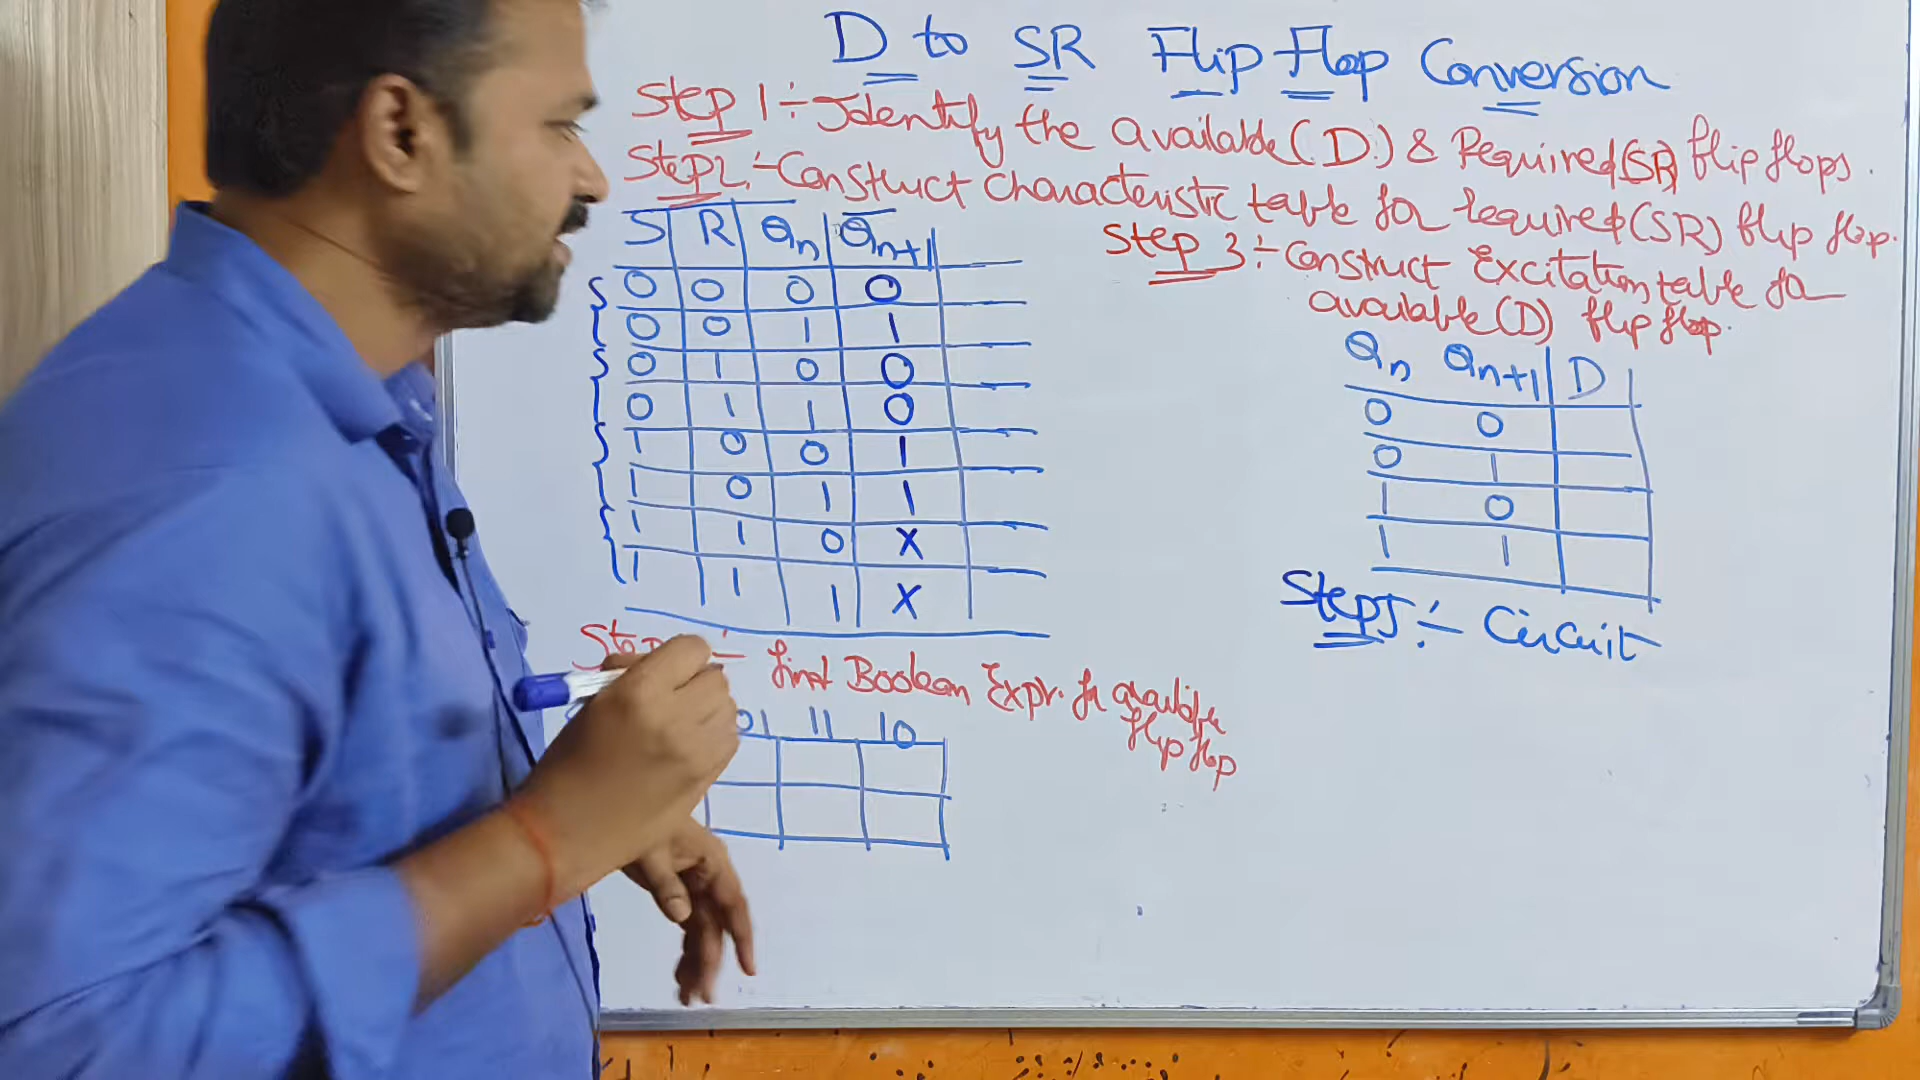 D to SR Flip Flop Conversion
Step 1 :- Identify the available (D) & Required (SR) flip flops.
Step 2 :- Construct characteristic table for required (SR) flip flop.
S R Qn Qn+1
0 0 0 0
0 0 1 1
0 1 0 0
0 1 1 0
1 0 0 1
1 0 1 1
1 1 0 X
1 1 1 X
Step 3 :- Construct Excitation table for
available (D) flip flop.
Qn Qn+1 D
0 0
0 1
1 0
1 1
Step :- find Boolean Expr. for available
flip flop
01 11 10
Step 5 :- Circuit